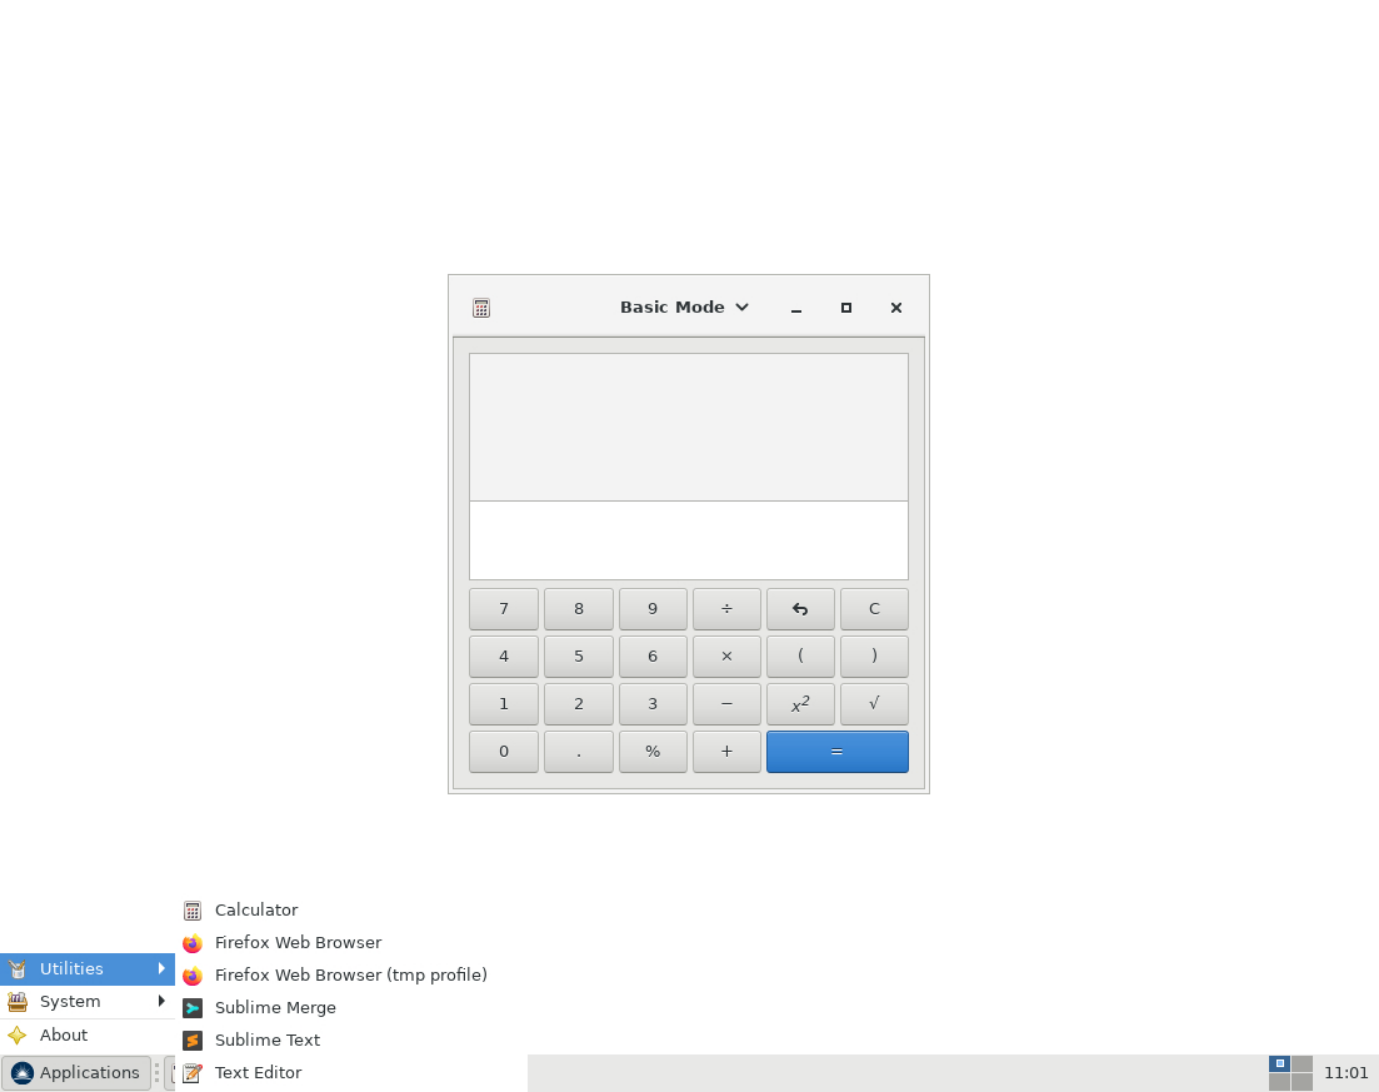 Basic Mode
7 8 9 ÷ C
4 5 6 × ( )
1 2 3 − x² √
0 . % + =
Calculator
Firefox Web Browser
Utilities
Firefox Web Browser (tmp profile)
System
Sublime Merge
About
Sublime Text
Applications
Text Editor
11:01